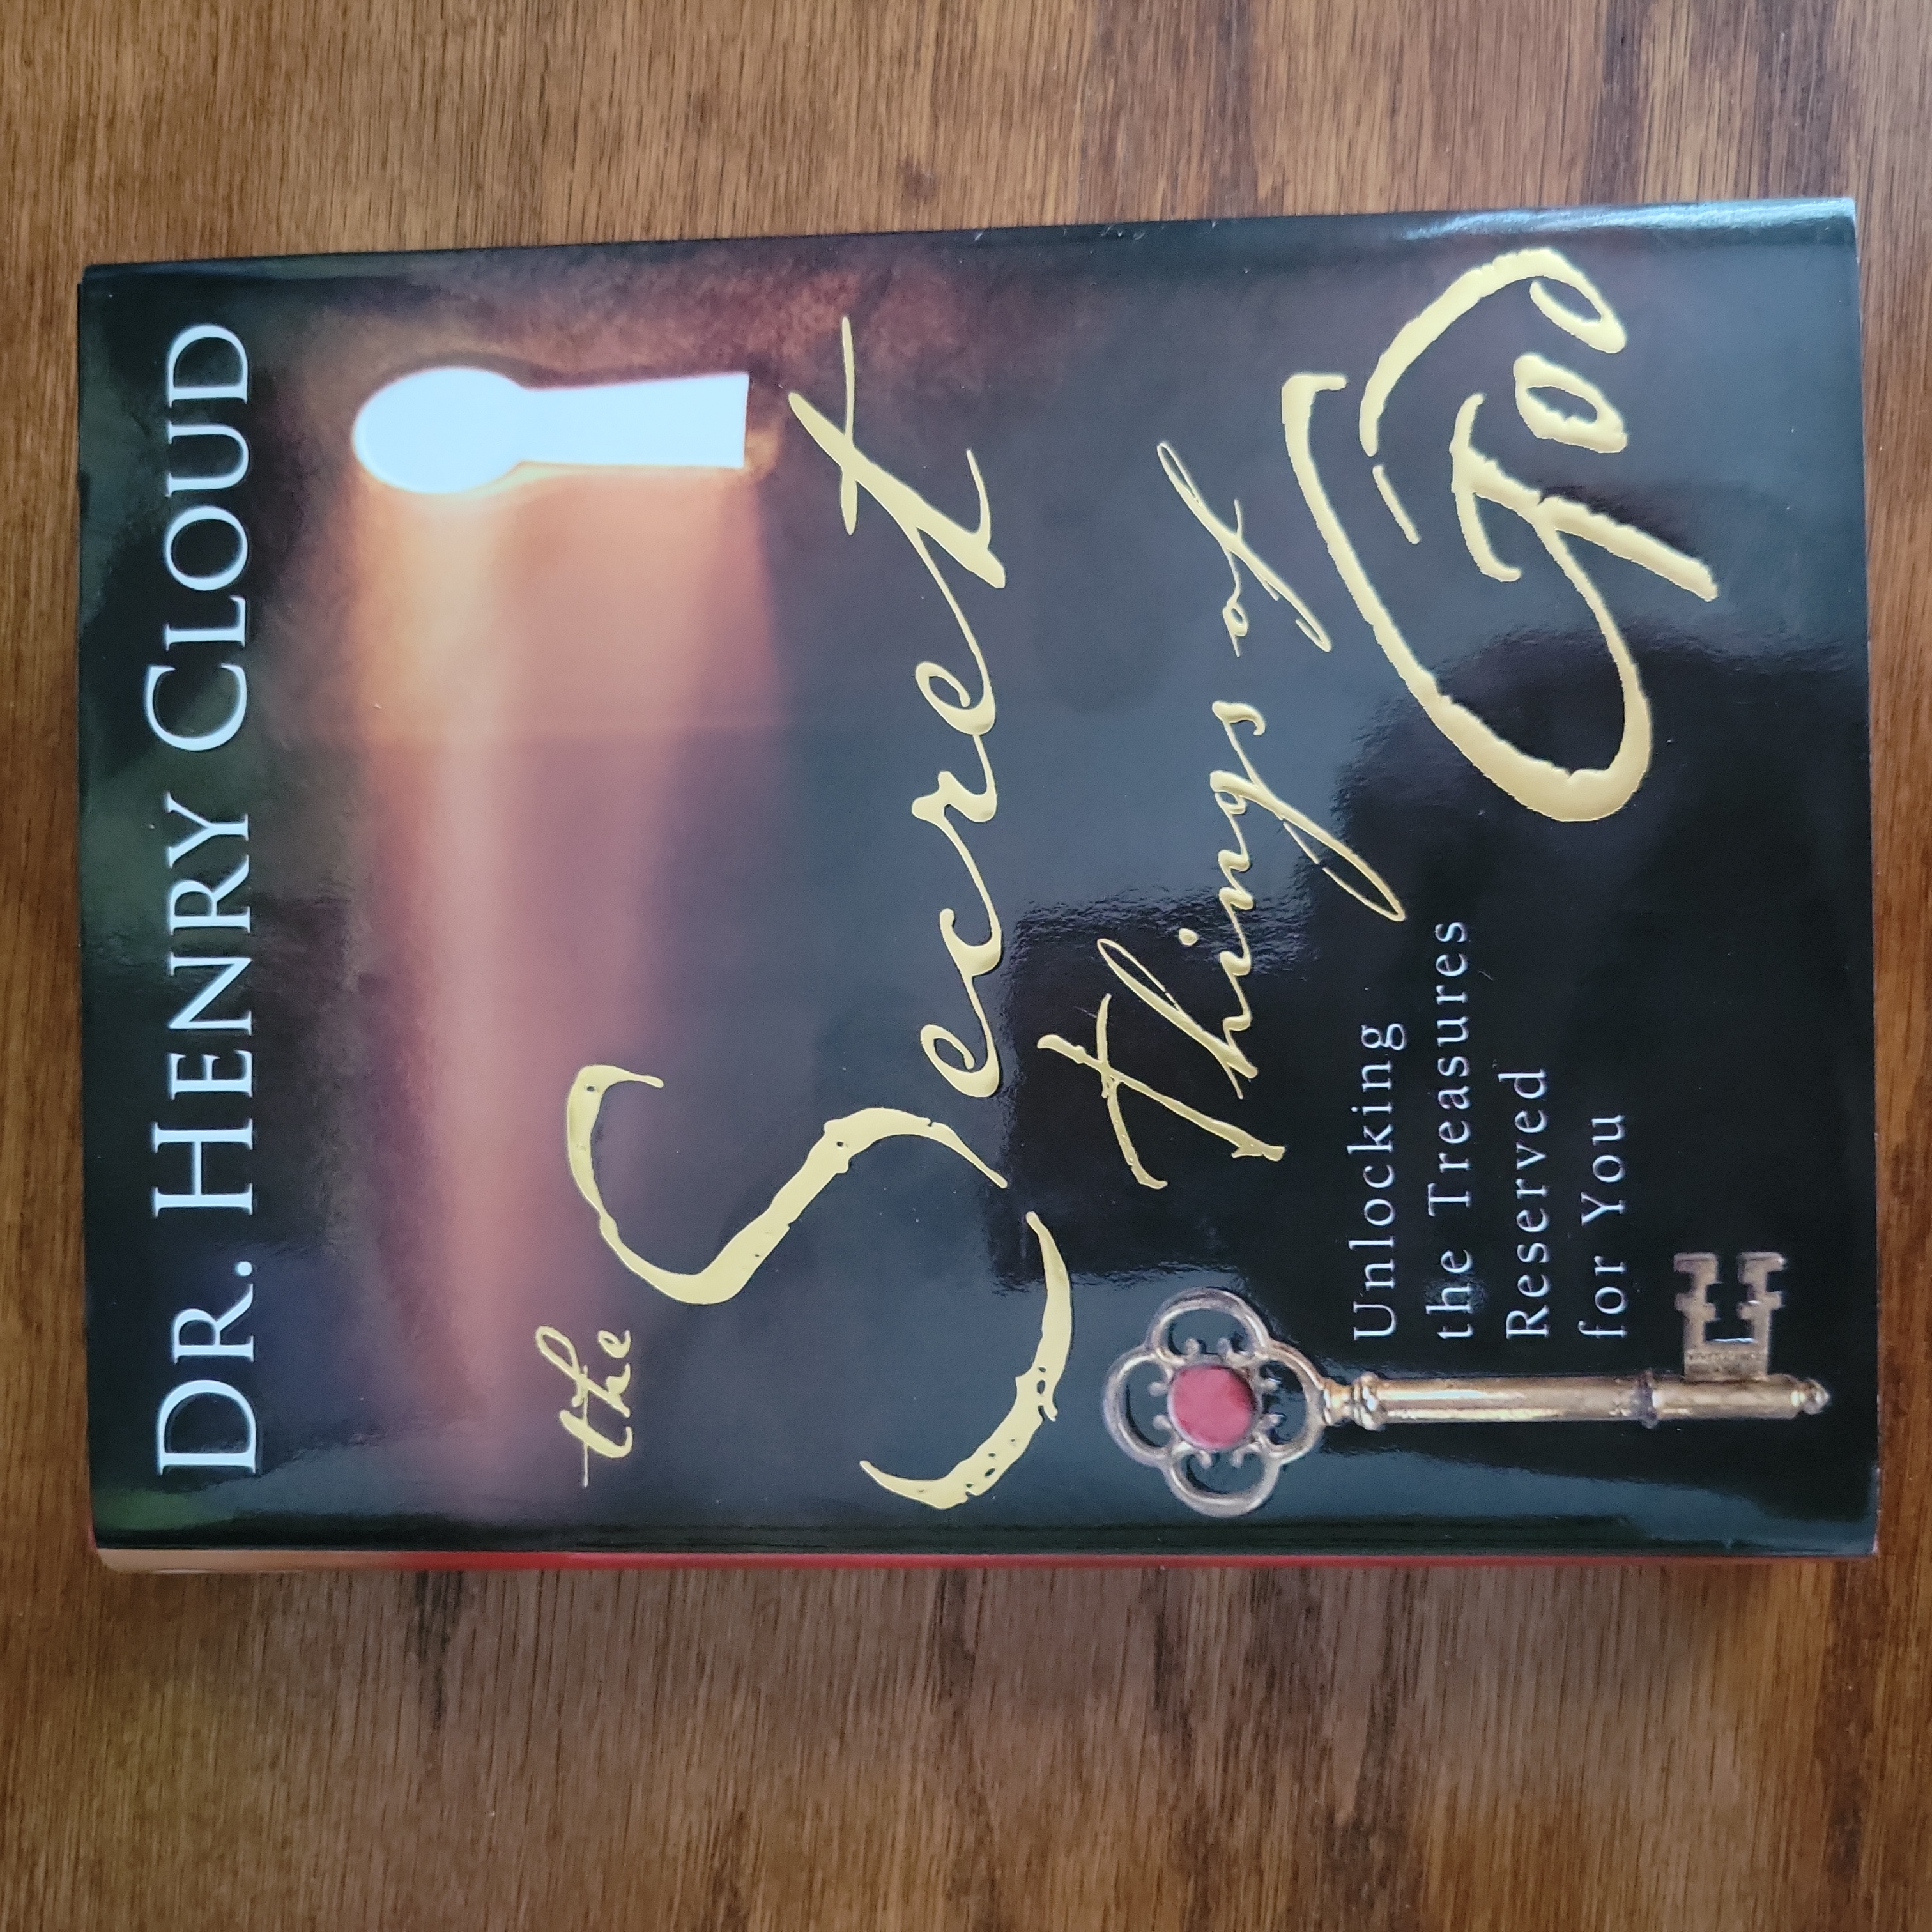 DR. HENRY CLOUD
the
Secret
Things of
God
Unlocking
the Treasures
Reserved
for You